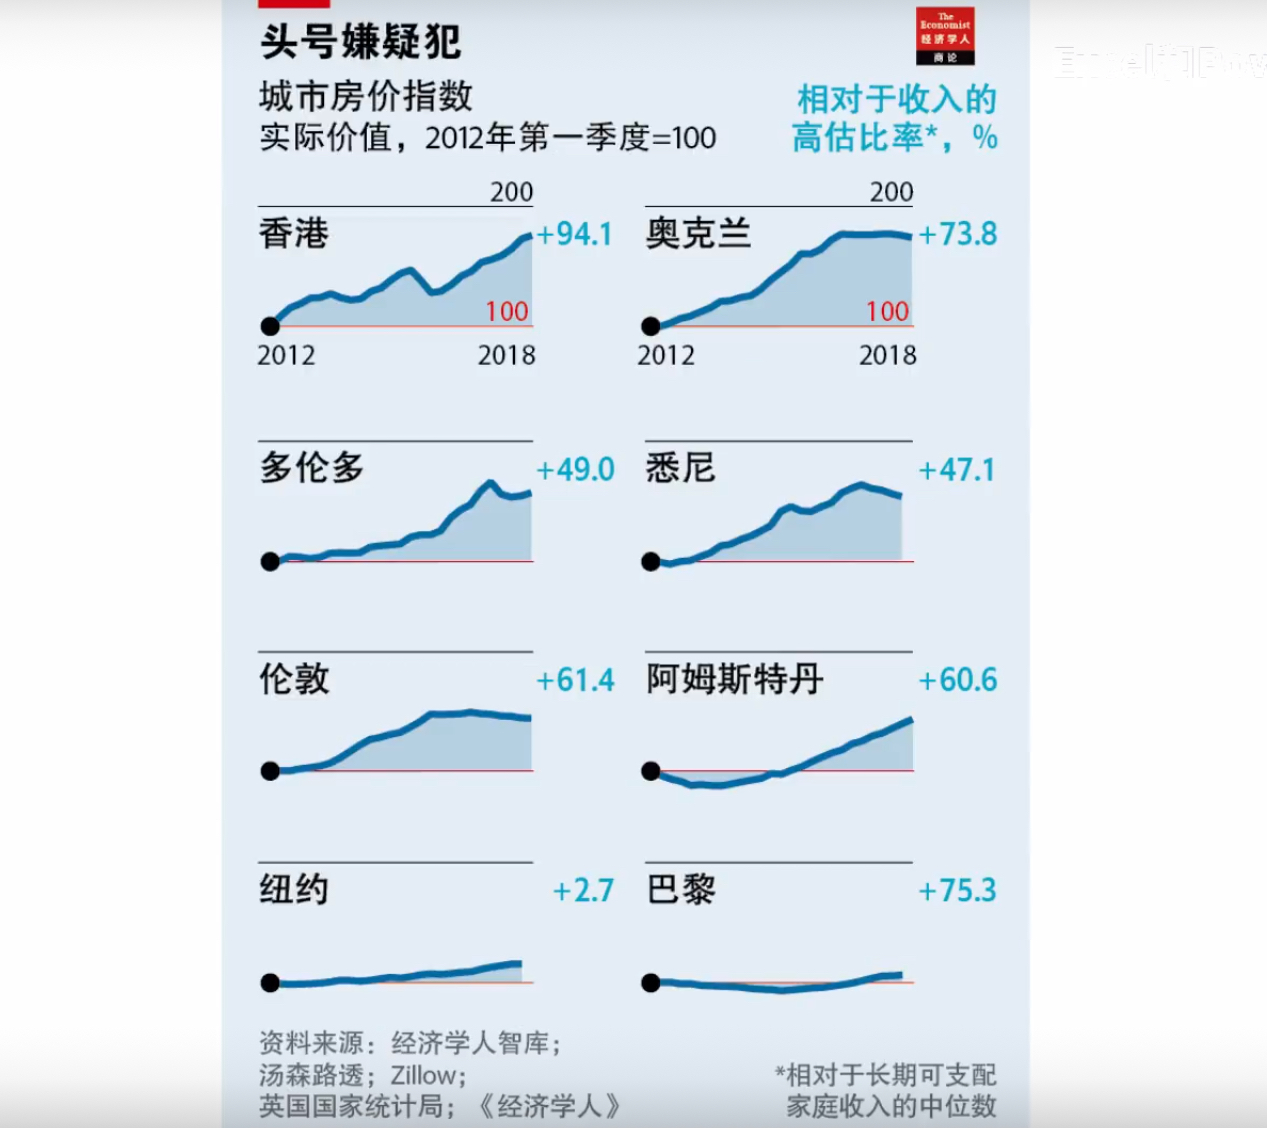 头号嫌疑犯
The
Economist
经济学人
商论
城市房价指数
实际价值，2012年第一季度=100
相对于收入的
高估比率*，%
200
香港
+94.1
100
2012
2018
200
奥克兰
+73.8
100
2012
2018
多伦多
+49.0
悉尼
+47.1
伦敦
+61.4
阿姆斯特丹
+60.6
纽约
+2.7
巴黎
+75.3
资料来源：经济学人智库；
汤森路透；Zillow；
英国国家统计局；《经济学人》
*相对于长期可支配
家庭收入的中位数